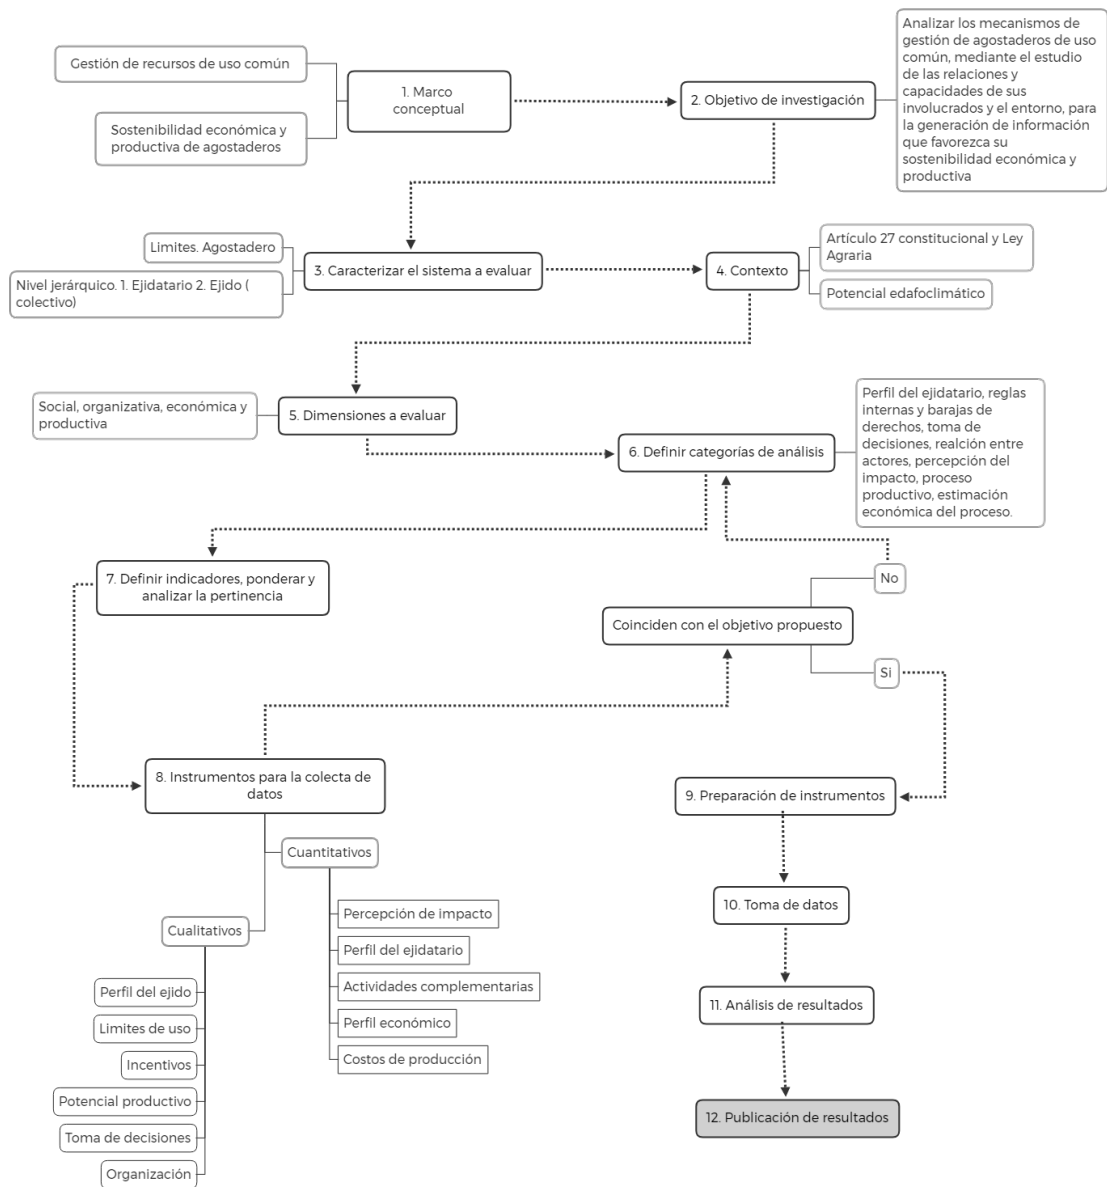 Gestión de recursos de uso común
Sostenibilidad económica y
productiva de agostaderos
1. Marco
conceptual
2. Objetivo de investigación
Analizar los mecanismos de
gestión de agostaderos de uso
común, mediante el estudio
de las relaciones y
capacidades de sus
involucrados y el entorno, para
la generación de información
que favorezca su
sostenibilidad económica y
productiva
Limites. Agostadero
Nivel jerárquico. 1. Ejidatario 2. Ejido (
colectivo)
3. Caracterizar el sistema a evaluar
4. Contexto
Artículo 27 constitucional y Ley
Agraria
Potencial edafoclimático
Social, organizativa, económica y
productiva
5. Dimensiones a evaluar
6. Definir categorías de análisis
Perfil del ejidatario, reglas
internas y barajas de
derechos, toma de
decisiones, realción entre
actores, percepción del
impacto, proceso
productivo, estimación
económica del proceso.
7. Definir indicadores, ponderar y
analizar la pertinencia
No
Coinciden con el objetivo propuesto
Si
8. Instrumentos para la colecta de
datos
9. Preparación de instrumentos
Cuantitativos
Percepción de impacto
Perfil del ejidatario
Actividades complementarias
Perfil económico
Costos de producción
Cualitativos
Perfil del ejido
Limites de uso
Incentivos
Potencial productivo
Toma de decisiones
Organización
10. Toma de datos
11. Análisis de resultados
12. Publicación de resultados